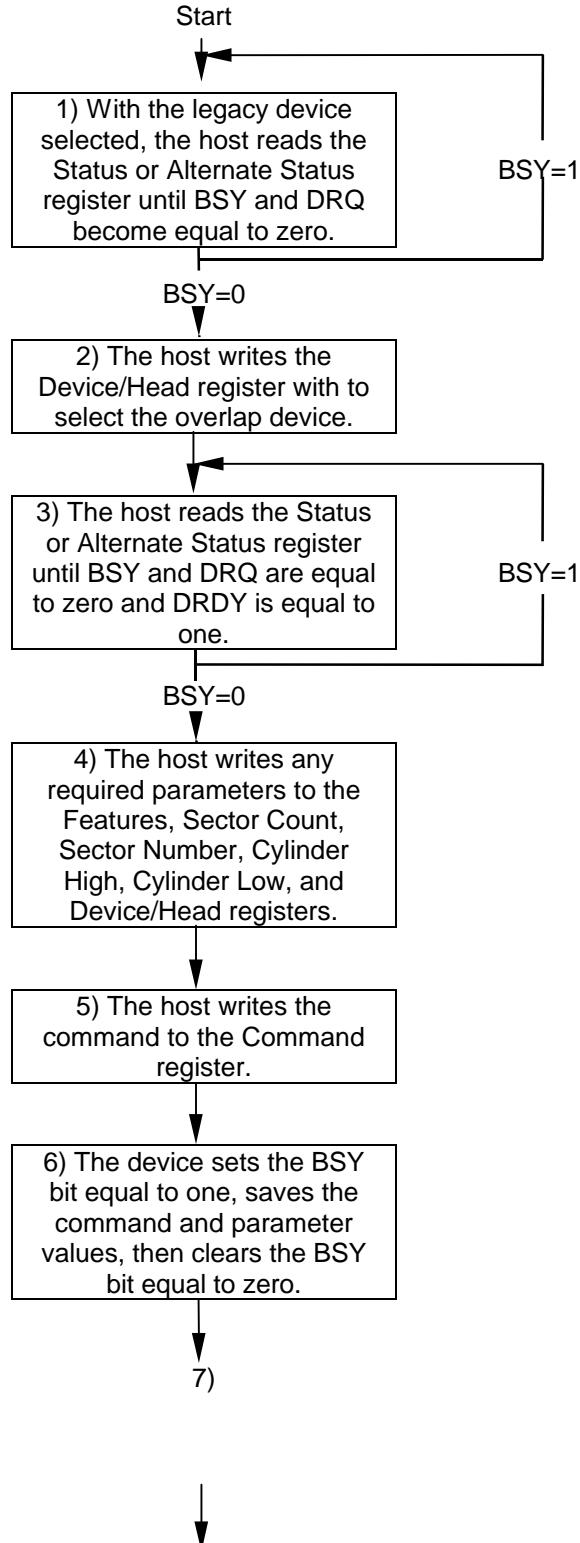 Start
1) With the legacy device
selected, the host reads the
Status or Alternate Status
register until BSY and DRQ
become equal to zero.
BSY=1
BSY=0
2) The host writes the
Device/Head register with to
select the overlap device.
3) The host reads the Status
or Alternate Status register
until BSY and DRQ are equal
to zero and DRDY is equal to
one.
BSY=1
BSY=0
4) The host writes any
required parameters to the
Features, Sector Count,
Sector Number, Cylinder
High, Cylinder Low, and
Device/Head registers.
5) The host writes the
command to the Command
register.
6) The device sets the BSY
bit equal to one, saves the
command and parameter
values, then clears the BSY
bit equal to zero.
7)